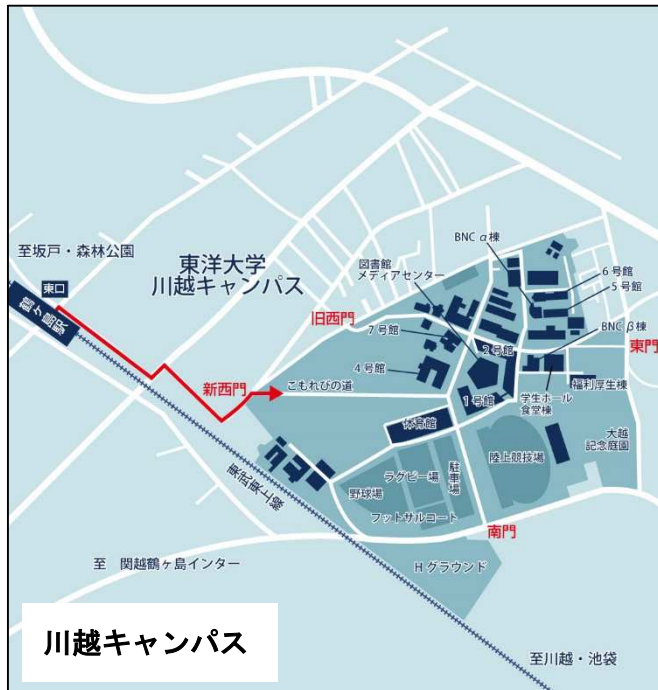 BNC α棟
至坂戸・森林公園
東洋大学
川越キャンパス
図書館
メディアセンター
6号館
5号館
東口
鶴ヶ島駅
旧西門
BNC β棟
7号館
2号館
東門
4号館
新西門
こもれびの道
1号館
学生ホール
食堂棟
福利厚生棟
体育館
大越
記念庭園
陸上競技場
駐車場
ラグビー場
東武東上線
野球場
フットサルコート
南門
至 関越鶴ヶ島インター
Hグラウンド
川越キャンパス
至川越・池袋